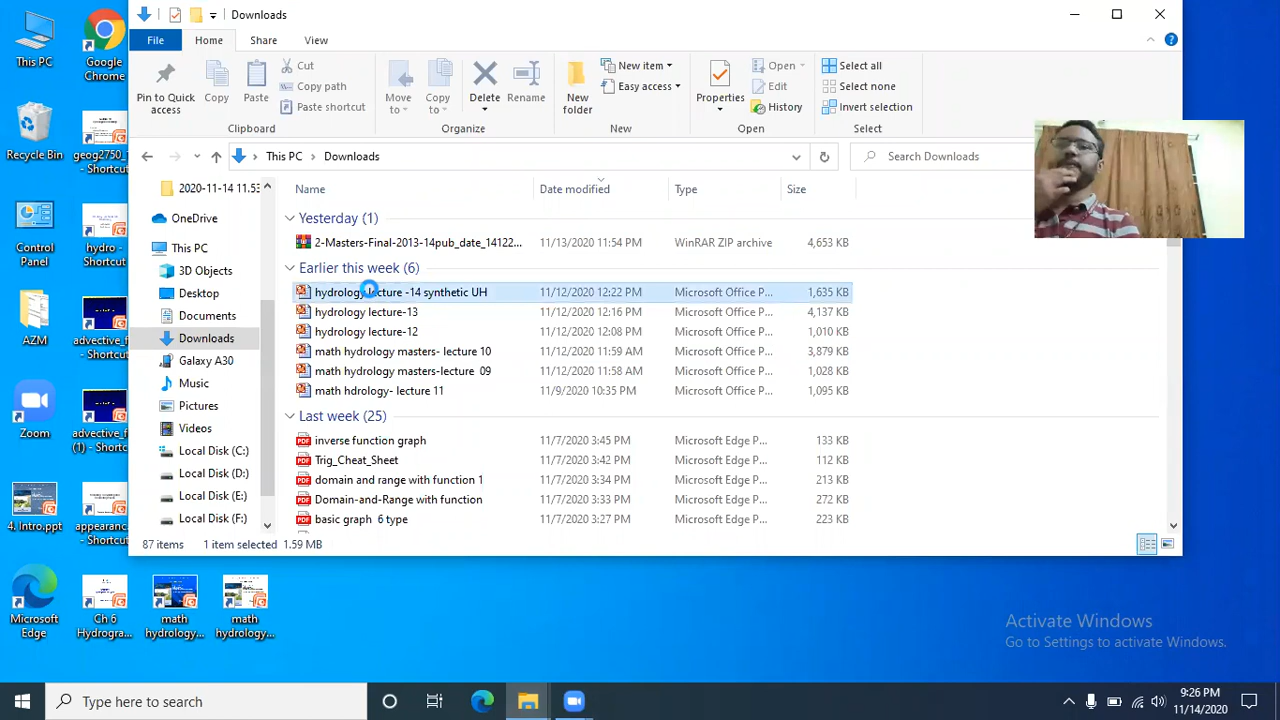 Downloads
File Home Share View
Pin to Quick access
Copy
Paste
Cut
Copy path
Paste shortcut
Clipboard
Move to
Copy to
Delete
Rename
Organize
New folder
New item
Easy access
New
Properties
Open
Edit
History
Open
Select all
Select none
Invert selection
Select
This PC Downloads
Search Downloads
2020-11-14 11.53
OneDrive
This PC
3D Objects
Desktop
Documents
Downloads
Galaxy A30
Music
Pictures
Videos
Local Disk (C:)
Local Disk (D:)
Local Disk (E:)
Local Disk (F:)
Name Date modified Type Size
Yesterday (1)
2-Masters-Final-2013-14pub_date_14122... 11/13/2020 11:54 PM WinRAR ZIP archive 4,653 KB
Earlier this week (6)
hydrology lecture -14 synthetic UH 11/12/2020 12:22 PM Microsoft Office P... 1,635 KB
hydrology lecture-13 11/12/2020 12:16 PM Microsoft Office P... 4,137 KB
hydrology lecture-12 11/12/2020 12:08 PM Microsoft Office P... 1,010 KB
math hydrology masters- lecture 10 11/12/2020 11:59 AM Microsoft Office P... 3,879 KB
math hydrology masters-lecture 09 11/12/2020 11:58 AM Microsoft Office P... 1,028 KB
math hdrology- lecture 11 11/9/2020 10:35 PM Microsoft Office P... 1,095 KB
Last week (25)
inverse function graph 11/7/2020 3:45 PM Microsoft Edge P... 133 KB
Trig_Cheat_Sheet 11/7/2020 3:42 PM Microsoft Edge P... 112 KB
domain and range with function 1 11/7/2020 3:34 PM Microsoft Edge P... 213 KB
Domain-and-Range with function 11/7/2020 3:33 PM Microsoft Edge P... 272 KB
basic graph 6 type 11/7/2020 3:27 PM Microsoft Edge P... 223 KB
87 items 1 item selected 1.59 MB
This PC
Google Chrome
Recycle Bin
geog2750_ - Shortcut
Control Panel
hydro - Shortcut
AZM
advective_f - Shortcut
Zoom
advective_f (1) - Shortcut
4. Intro.ppt
appearanc. - Shortcut
Microsoft Edge
Ch 6 Hydrogra...
math hydrology...
math hydrology...
Activate Windows
Go to Settings to activate Windows.
Type here to search
9:26 PM
11/14/2020